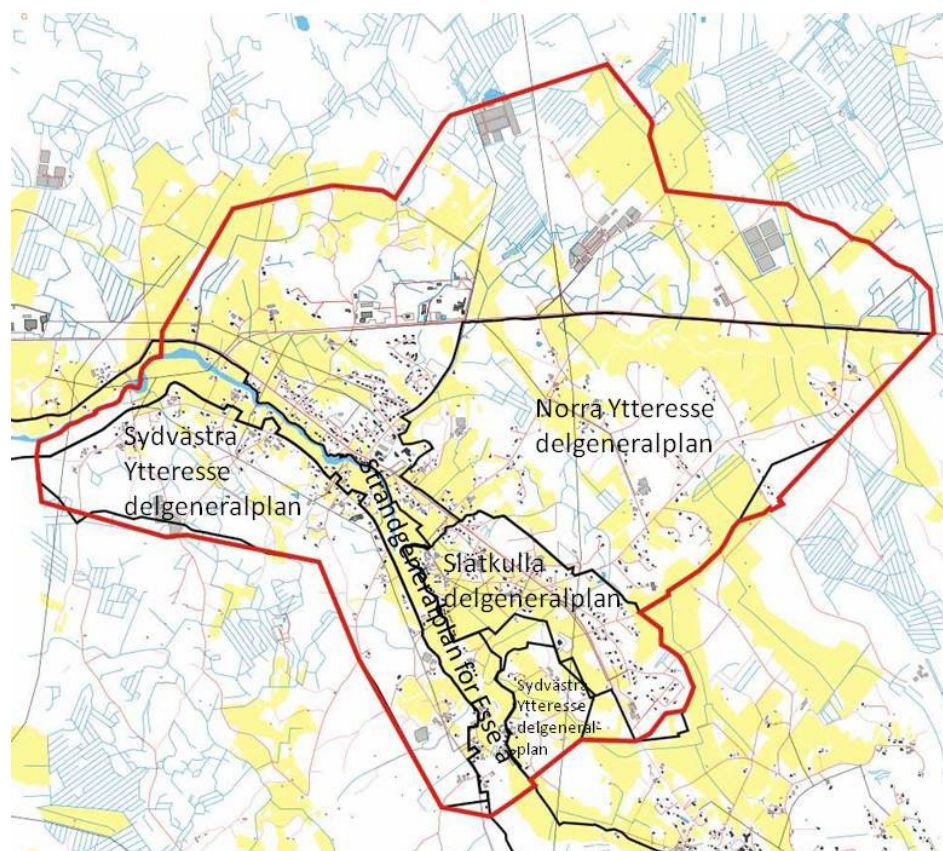 Norra Ytteresse
delgeneralplan
Sydvästra
Ytteresse
delgeneralplan
Strandgeneralplan för Esse å
Slätkulla
delgeneralplan
Sydvästra
Ytteresse
delgeneral-
plan